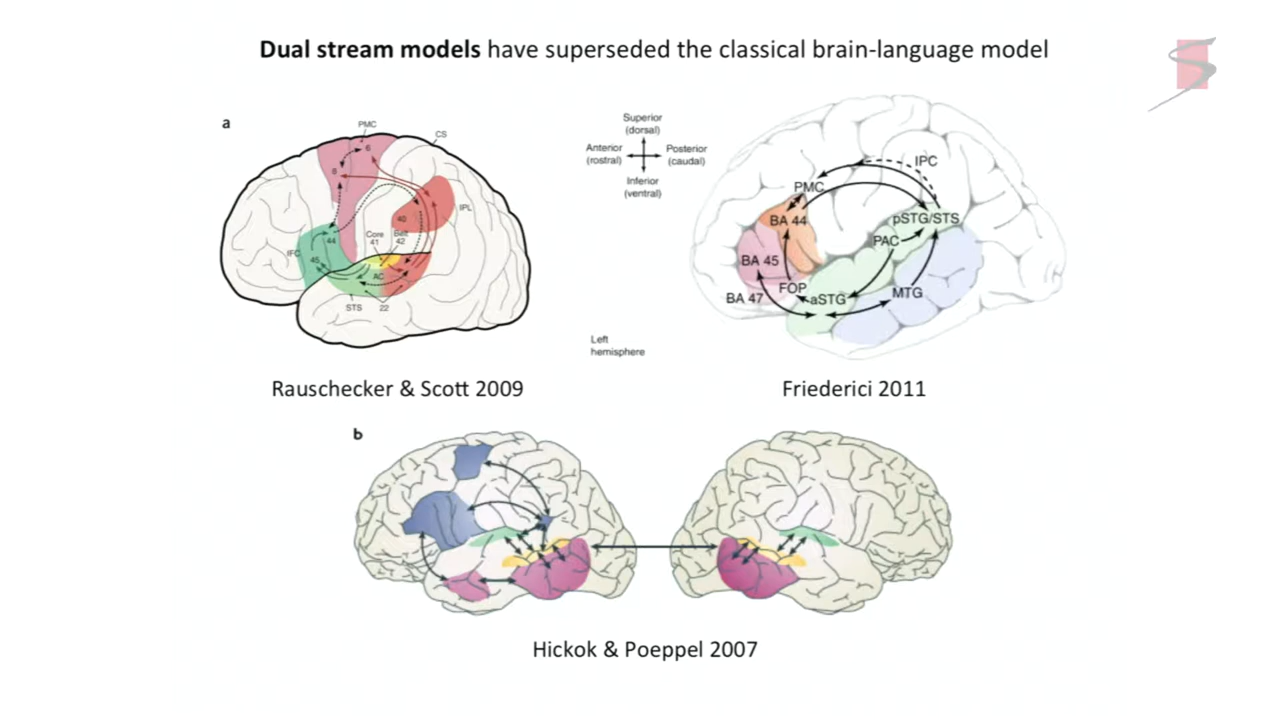 Dual stream models have superseded the classical brain-language model
a
PMC
CS
6
8
IPL
40
44
Core
41
Belt
42
IFC
45
AC
STS
22
Superior
(dorsal)
Anterior
(rostral)
Posterior
(caudal)
Inferior
(ventral)
Left
hemisphere
IPC
PMC
BA 44
pSTG/STS
PAC
BA 45
FOP
BA 47
aSTG
MTG
Rauschecker & Scott 2009
Friederici 2011
b
Hickok & Poeppel 2007